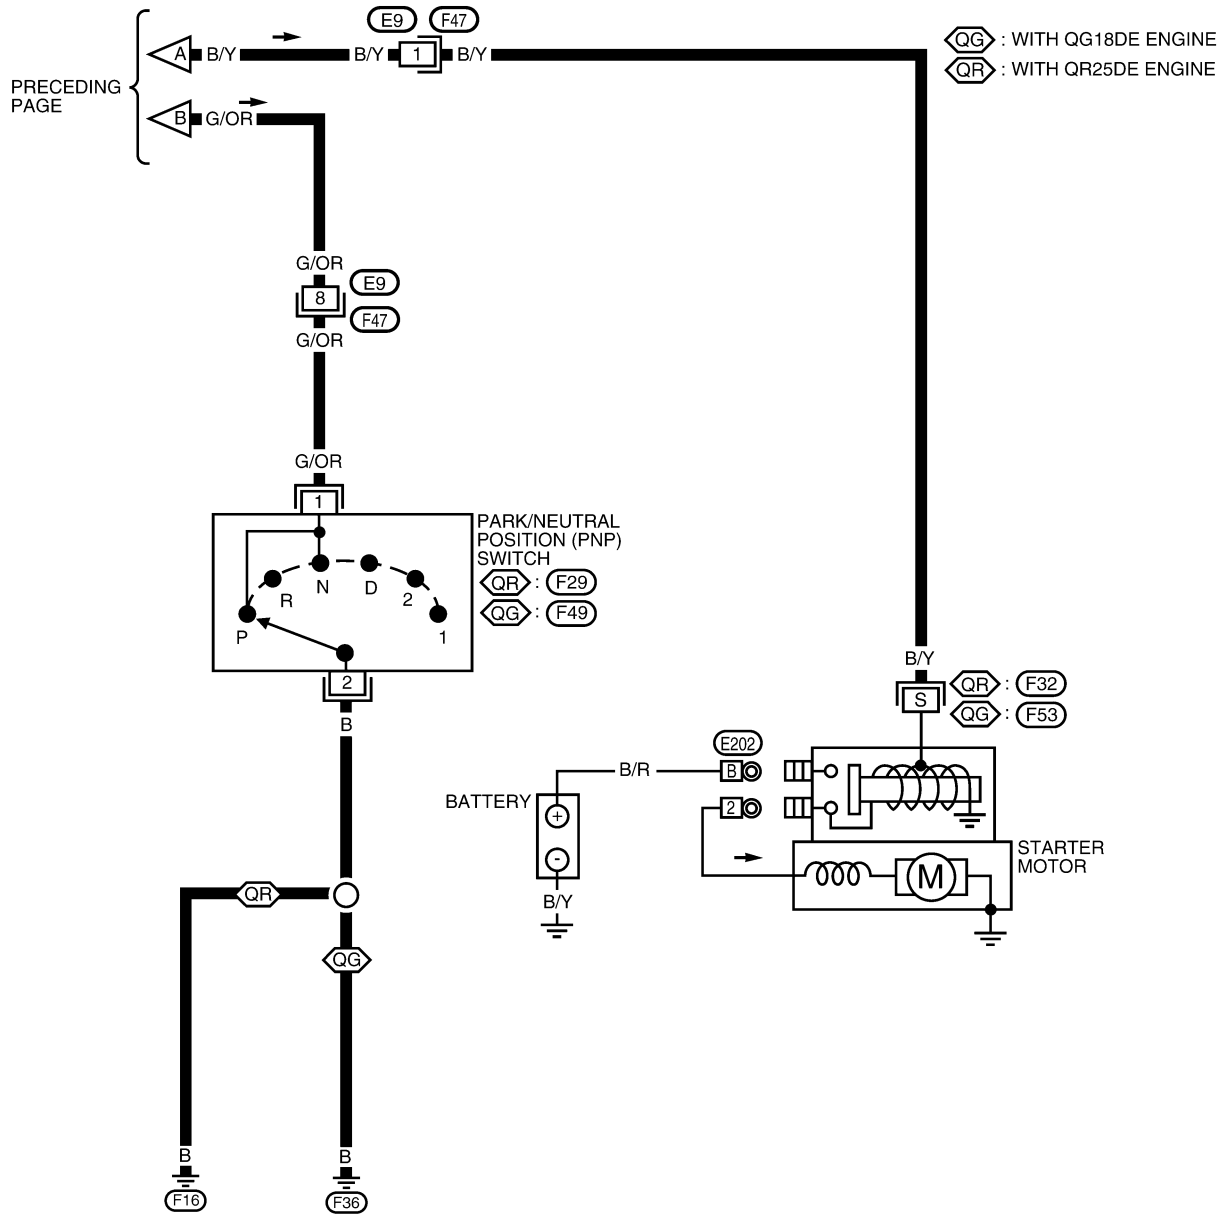 E9
F47
QG : WITH QG18DE ENGINE
A
B/Y
B/Y
1
B/Y
QR : WITH QR25DE ENGINE
PRECEDING
PAGE
B
G/OR
G/OR
E9
8
F47
G/OR
G/OR
1
PARK/NEUTRAL
POSITION (PNP)
SWITCH
QR : F29
QG : F49
P
R
N
D
2
1
2
B
B/Y
QR : F32
S
QG : F53
E202
B/R
B
BATTERY
+
2
-
B/Y
STARTER
MOTOR
M
QR
QG
B
B
F16
F36